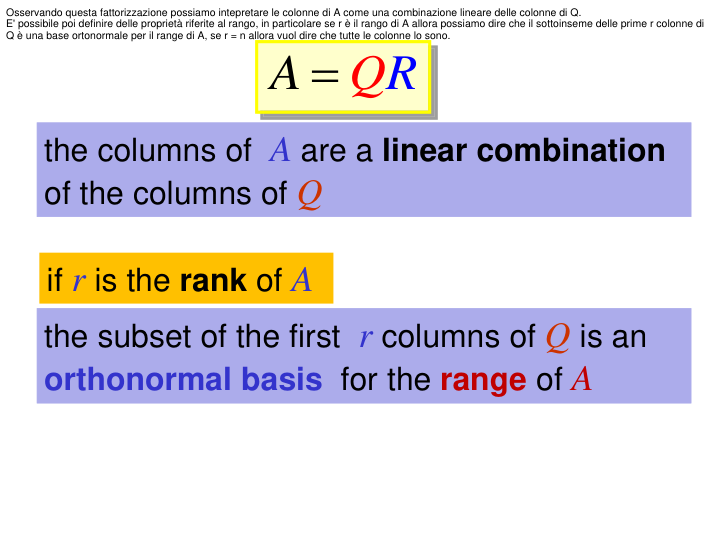 Osservando questa fattorizzazione possiamo intepretare le colonne di A come una combinazione lineare delle colonne di Q.
E' possibile poi definire delle proprietà riferite al rango, in particolare se r è il rango di A allora possiamo dire che il sottoinseme delle prime r colonne di
Q è una base ortonormale per il range di A, se r = n allora vuol dire che tutte le colonne lo sono.
A = QR
the columns of A are a linear combination
of the columns of Q
if r is the rank of A
the subset of the first r columns of Q is an
orthonormal basis for the range of A